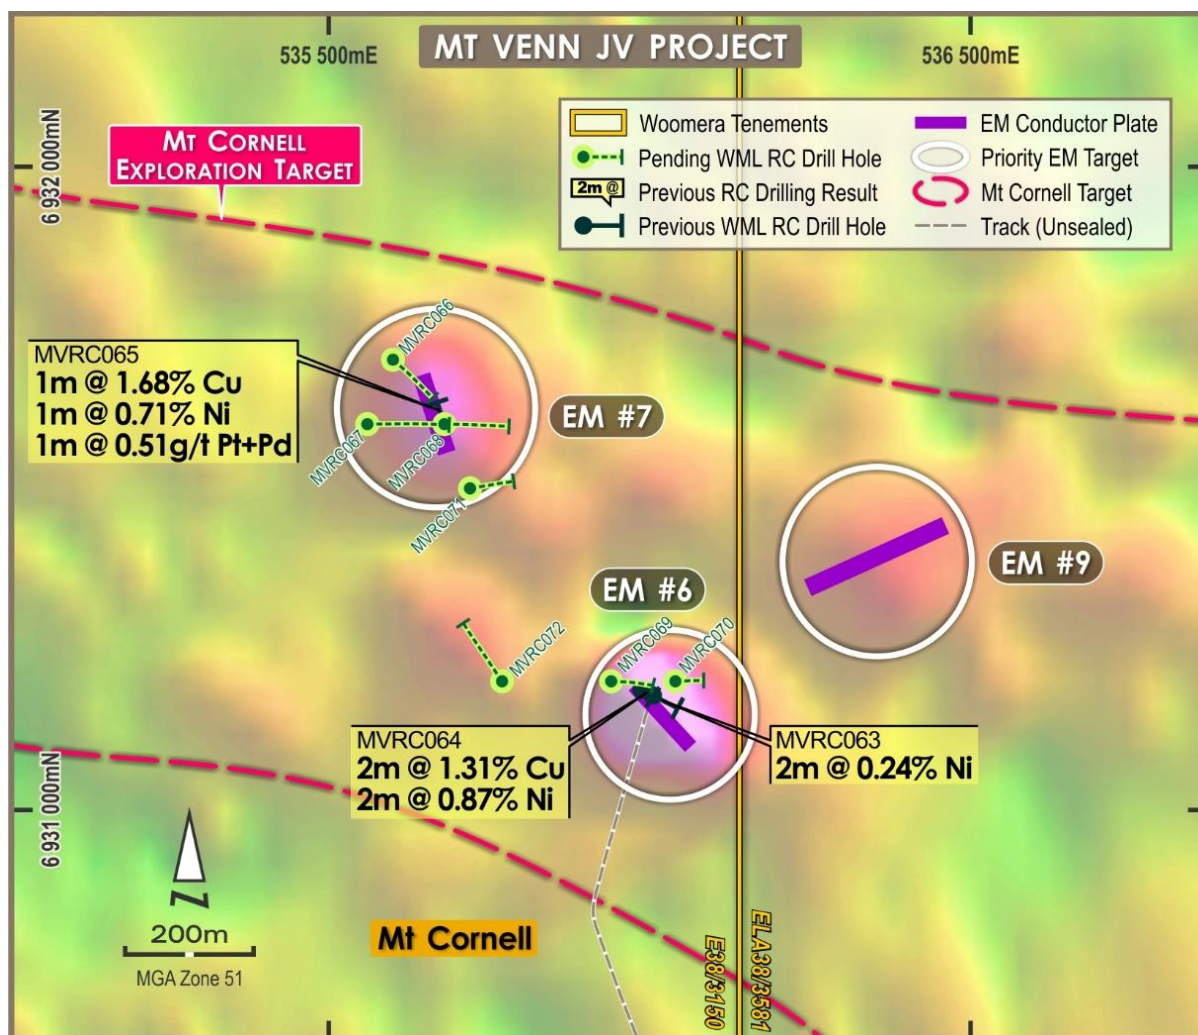 MT VENN JV PROJECT
535 500mE
536 500mE
6 932 000mN
6 931 000mN
MT CORNELL
EXPLORATION TARGET
Woomera Tenements
Pending WML RC Drill Hole
2m @
Previous RC Drilling Result
Previous WML RC Drill Hole
EM Conductor Plate
Priority EM Target
Mt Cornell Target
Track (Unsealed)
MVRC065
1m @ 1.68% Cu
1m @ 0.71% Ni
1m @ 0.51g/t Pt+Pd
MVRC066
MVRC067
MVRC068
MVRC071
EM #7
EM #9
EM #6
MVRC069
MVRC070
MVRC072
MVRC064
2m @ 1.31% Cu
2m @ 0.87% Ni
MVRC063
2m @ 0.24% Ni
N
200m
MGA Zone 51
Mt Cornell
E38/3150
ELA38/3581